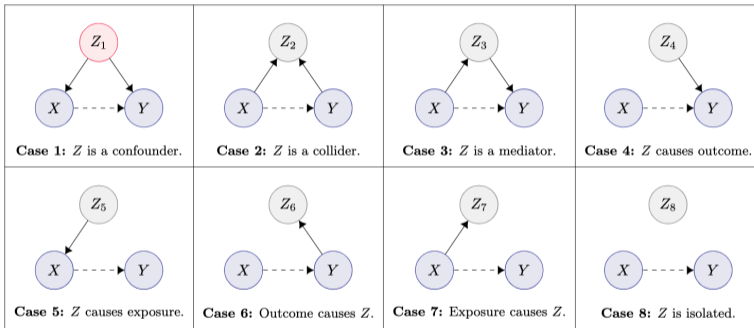 Z1 Z2 Z3 Z4
X Y X Y X Y X Y
Case 1: Z is a confounder. Case 2: Z is a collider. Case 3: Z is a mediator. Case 4: Z causes outcome.
Z5 Z6 Z7 Z8
X Y X Y X Y X Y
Case 5: Z causes exposure. Case 6: Outcome causes Z. Case 7: Exposure causes Z. Case 8: Z is isolated.